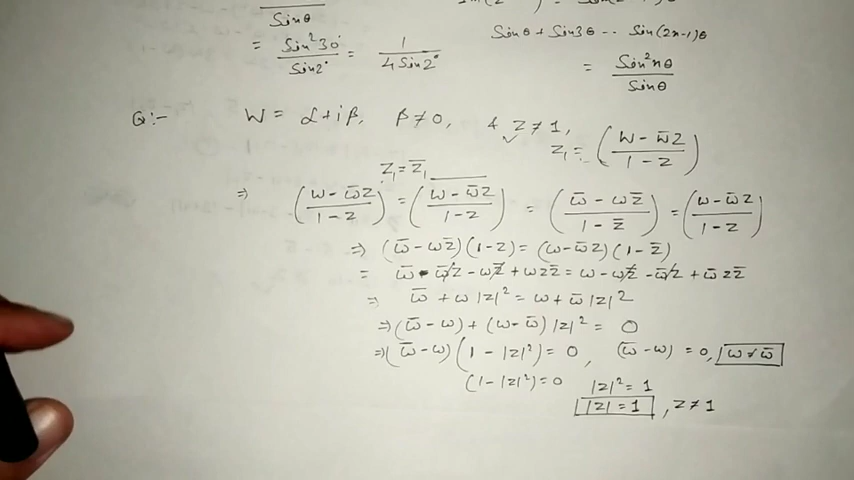 Sinθ
= Sin²30° / Sin2° = 1 / 4Sin2°
Sinθ + Sin3θ -- · Sin(2n-1)θ
= Sin²nθ / Sinθ
Q:- W = α+iβ, β≠0, & Z≠1,
Z₁ = (W - w̄Z / 1 - Z)
Z₁ = Z̄₁
⇒ (W - w̄Z / 1 - Z) = (W - w̄Z / 1 - Z) = (w̄ - wz̄ / 1 - z̄) = (w - w̄z / 1 - z)
⇒ (w̄ - wz̄)(1-z) = (w - w̄z)(1 - z̄)
= w̄ - w̄z - wz̄ + wzz̄ = w - wz̄ - w̄z + w̄zz̄
⇒ w̄ + w|z|² = w + w̄|z|²
⇒ (w̄ - w) + (w - w̄)|z|² = 0
⇒ (w̄ - w)(1 - |z|²) = 0, (w̄ - w) = 0, w ≠ w̄
(1 - |z|²) = 0 |z|² = 1
|z| = 1, z ≠ 1